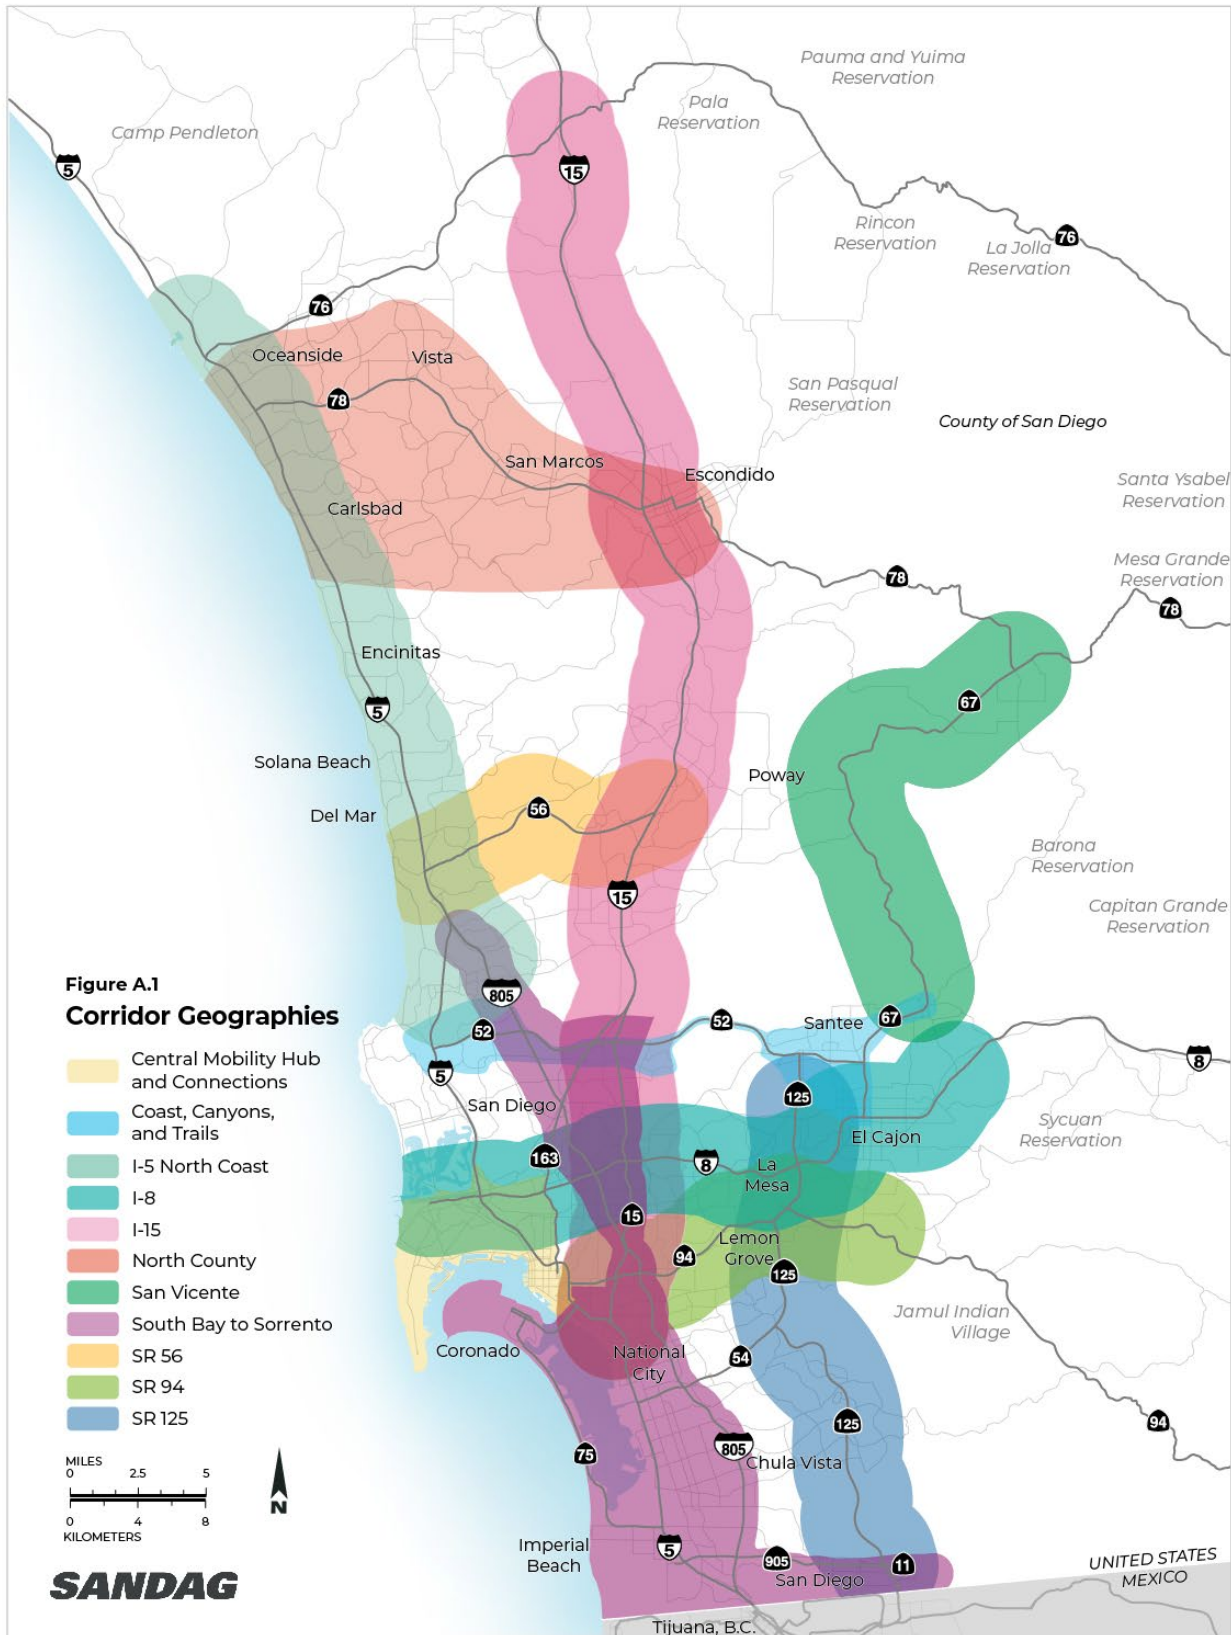 Pauma and Yuima
Reservation
Pala
Reservation
Camp Pendleton
5
15
Rincon
Reservation
La Jolla
Reservation
76
76
Oceanside
Vista
78
San Pasqual
Reservation
County of San Diego
San Marcos
Escondido
Santa Ysabel
Reservation
Carlsbad
Mesa Grande
Reservation
78
78
Encinitas
67
5
Solana Beach
Poway
Del Mar
56
Barona
Reservation
15
Capitan Grande
Reservation
805
52
52
Santee
67
5
8
125
San Diego
El Cajon
Sycuan
Reservation
163
8
La
Mesa
15
94
Lemon
Grove
125
Jamul Indian
Village
Coronado
National
City
54
125
94
75
805
Chula Vista
Imperial
Beach
5
905
11
San Diego
UNITED STATES
MEXICO
Tijuana, B.C.
Figure A.1
Corridor Geographies
Central Mobility Hub
and Connections
Coast, Canyons,
and Trails
I-5 North Coast
I-8
I-15
North County
San Vicente
South Bay to Sorrento
SR 56
SR 94
SR 125
MILES
0 2.5 5
0 4 8
KILOMETERS
N
SANDAG